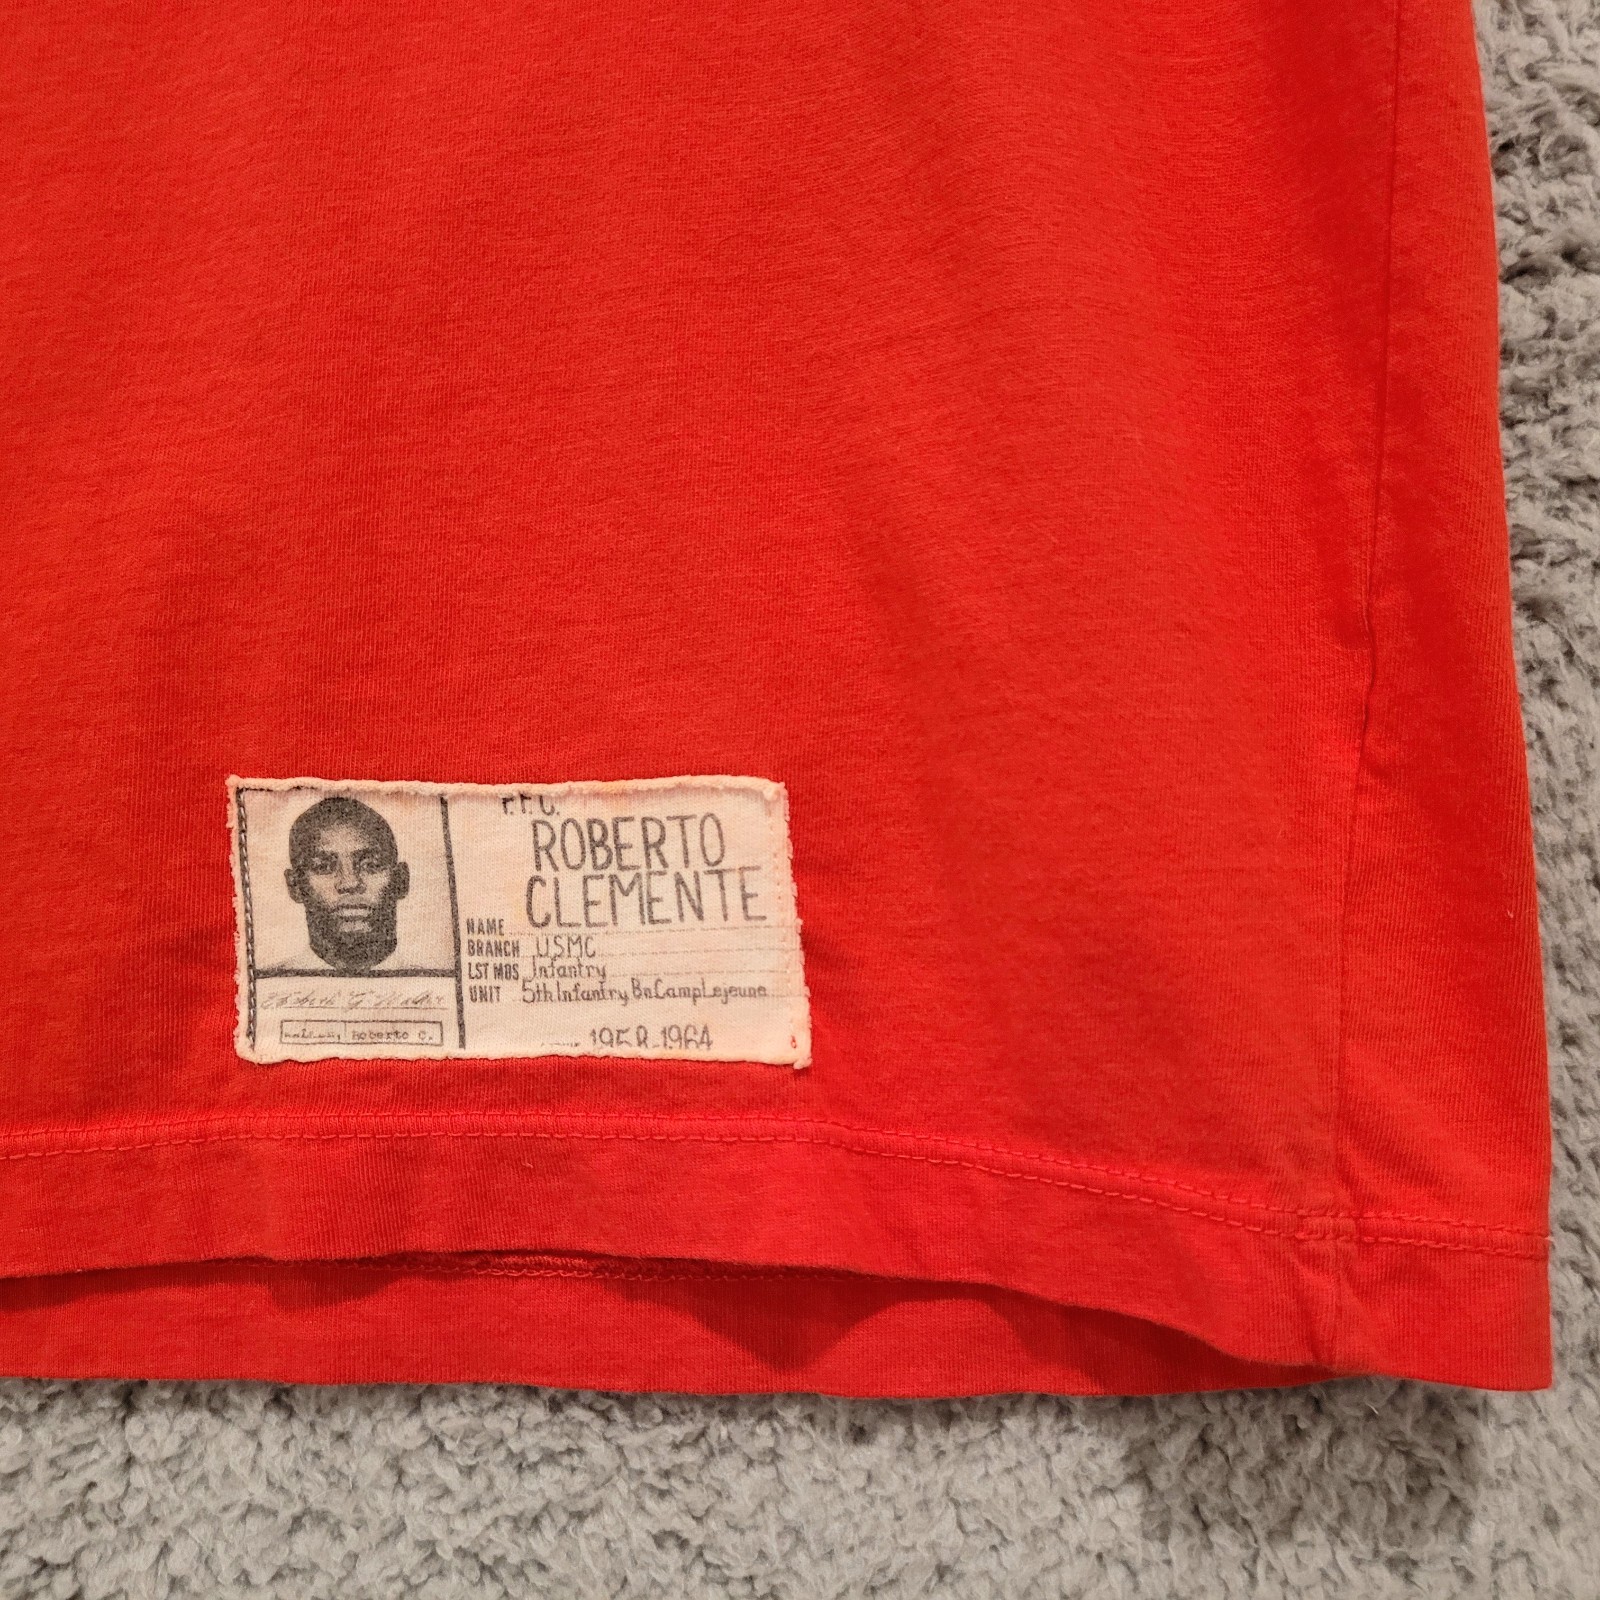 P.F.C.
ROBERTO
CLEMENTE
NAME
BRANCH USMC
LST MOS Infantry
UNIT 5th Infantry Bn Camp Lejeune
1958-1964
Roberto C.